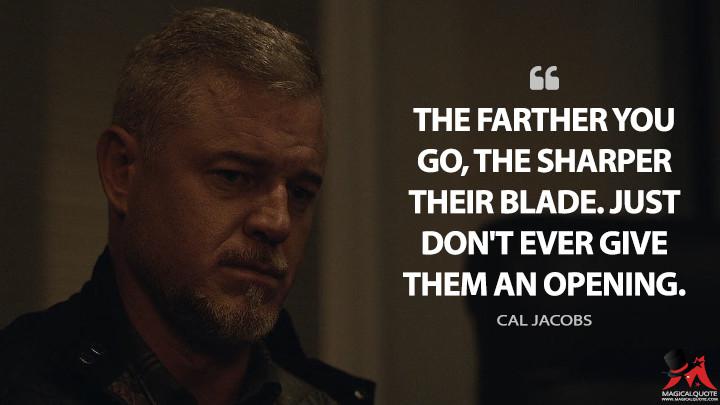 THE FARTHER YOU
GO, THE SHARPER
THEIR BLADE. JUST
DON'T EVER GIVE
THEM AN OPENING.
CAL JACOBS
MAGICALQUOTE
WWW.MAGICALQUOTE.COM